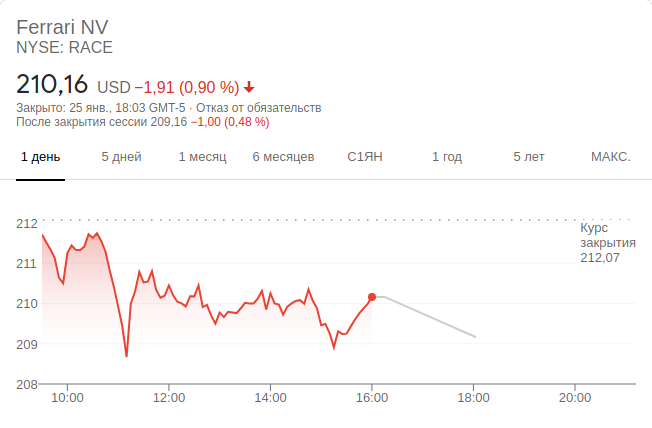 Ferrari NV
NYSE: RACE
210,16 USD −1,91 (0,90 %)
Закрыто: 25 янв., 18:03 GMT-5 · Отказ от обязательств
После закрытия сессии 209,16 −1,00 (0,48 %)
1 день 5 дней 1 месяц 6 месяцев С1ЯН 1 год 5 лет МАКС.
212
Курс
закрытия
212,07
211
210
209
208
10:00 12:00 14:00 16:00 18:00 20:00